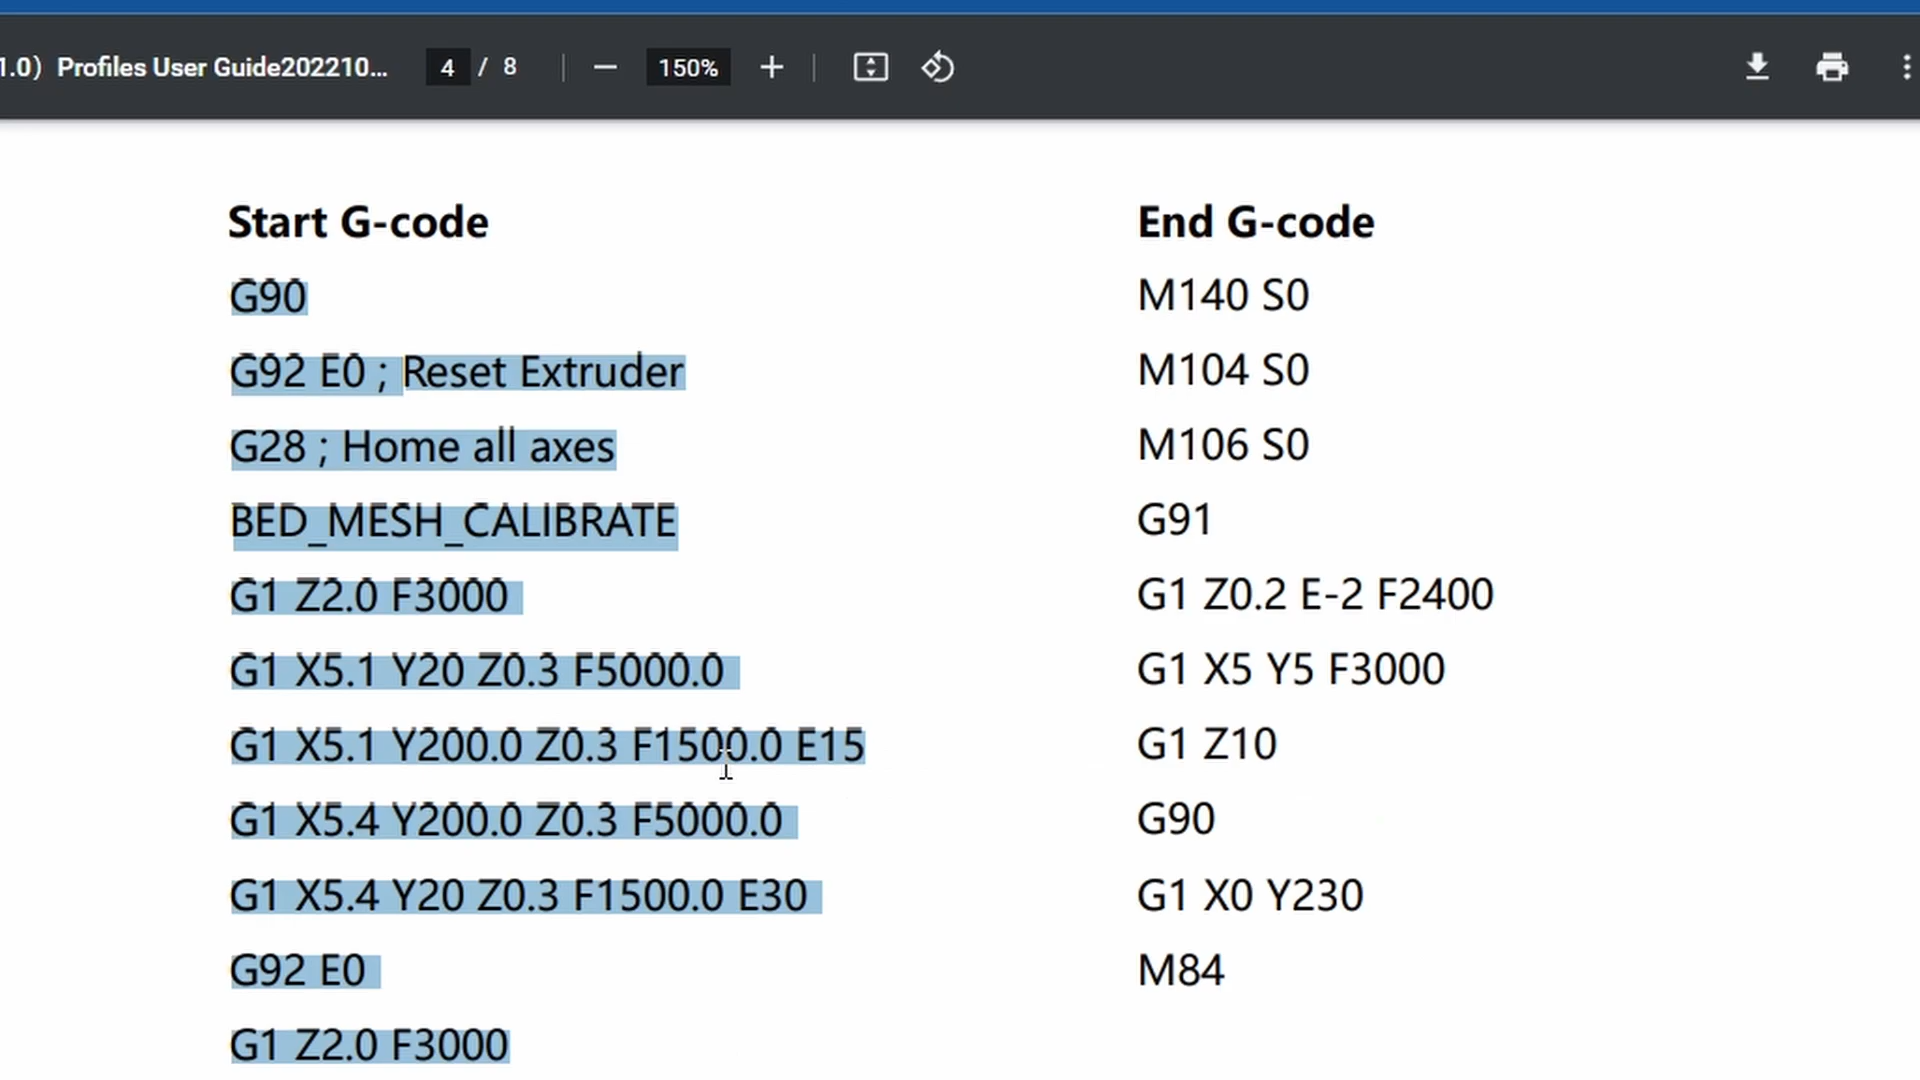 1.0) Profiles User Guide202210... 4 / 8 150%
Start G-code
G90
G92 E0 ; Reset Extruder
G28 ; Home all axes
BED_MESH_CALIBRATE
G1 Z2.0 F3000
G1 X5.1 Y20 Z0.3 F5000.0
G1 X5.1 Y200.0 Z0.3 F1500.0 E15
G1 X5.4 Y200.0 Z0.3 F5000.0
G1 X5.4 Y20 Z0.3 F1500.0 E30
G92 E0
G1 Z2.0 F3000
End G-code
M140 S0
M104 S0
M106 S0
G91
G1 Z0.2 E-2 F2400
G1 X5 Y5 F3000
G1 Z10
G90
G1 X0 Y230
M84